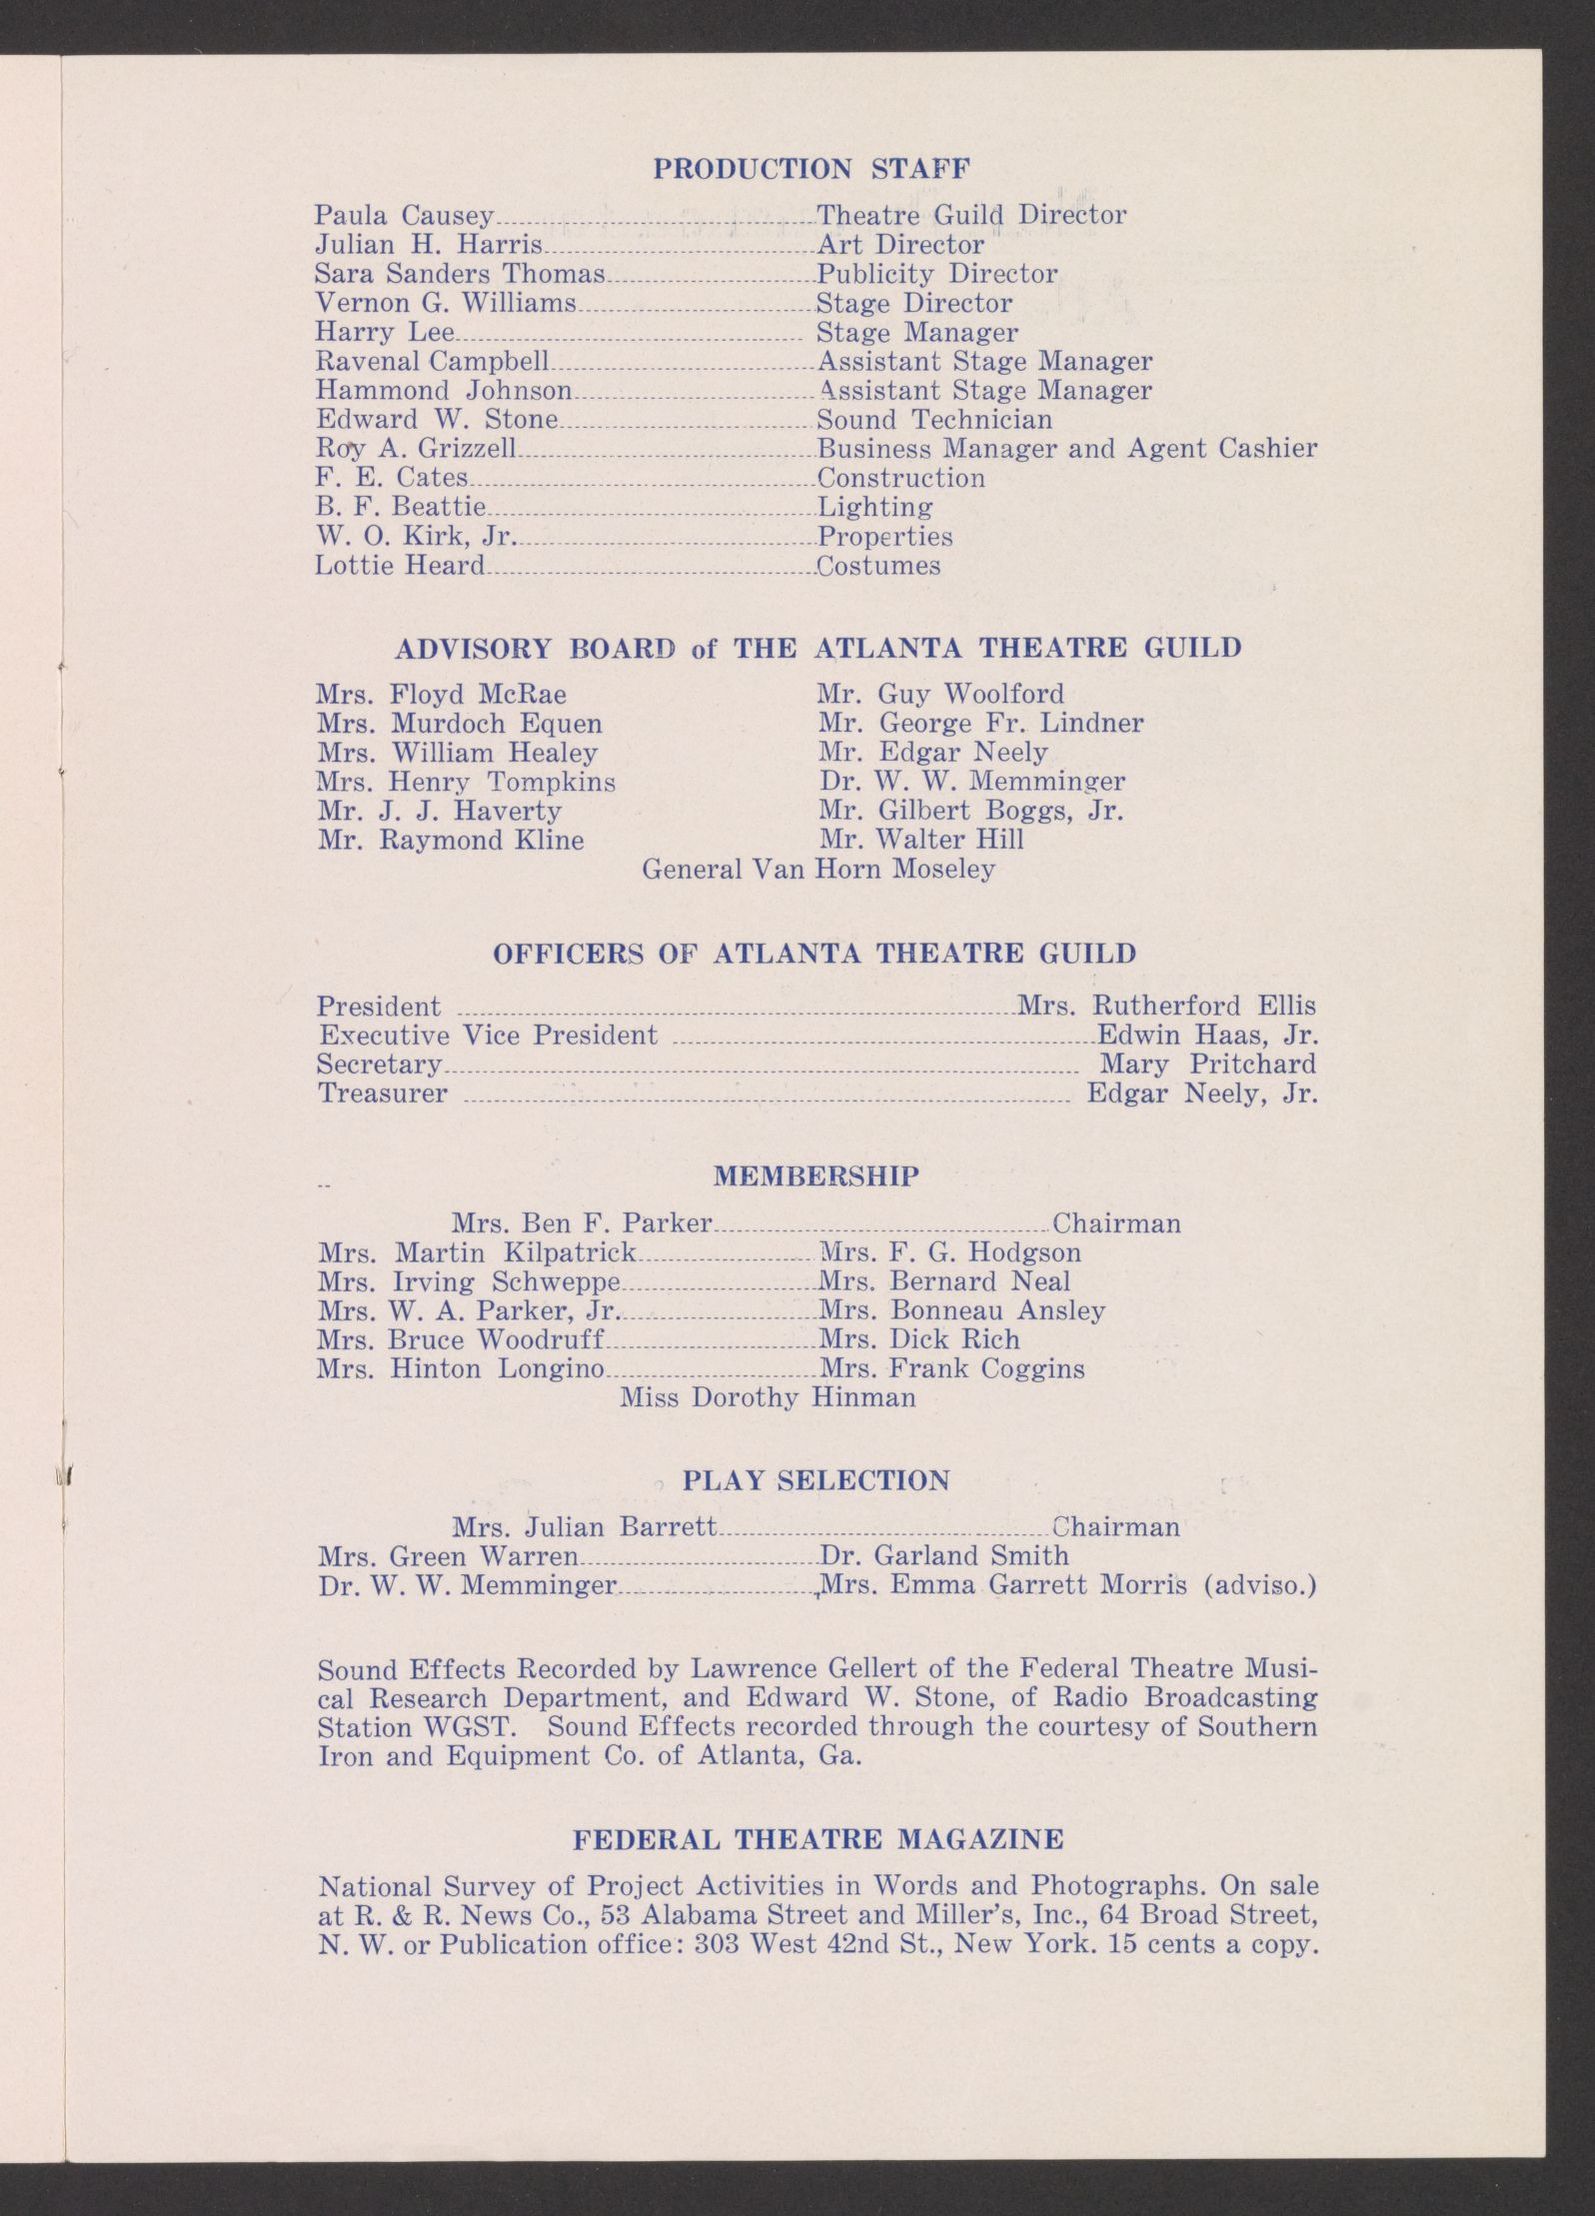 PRODUCTION STAFF
Paula Causey Theatre Guild Director
Julian H. Harris Art Director
Sara Sanders Thomas Publicity Director
Vernon G. Williams Stage Director
Harry Lee Stage Manager
Ravenal Campbell Assistant Stage Manager
Hammond Johnson Assistant Stage Manager
Edward W. Stone Sound Technician
Roy A. Grizzell Business Manager and Agent Cashier
F. E. Cates Construction
B. F. Beattie Lighting
W. O. Kirk, Jr. Properties
Lottie Heard Costumes
ADVISORY BOARD of THE ATLANTA THEATRE GUILD
Mrs. Floyd McRae Mr. Guy Woolford
Mrs. Murdoch Equen Mr. George Fr. Lindner
Mrs. William Healey Mr. Edgar Neely
Mrs. Henry Tompkins Dr. W. W. Memminger
Mr. J. J. Haverty Mr. Gilbert Boggs, Jr.
Mr. Raymond Kline Mr. Walter Hill
General Van Horn Moseley
OFFICERS OF ATLANTA THEATRE GUILD
President Mrs. Rutherford Ellis
Executive Vice President Edwin Haas, Jr.
Secretary Mary Pritchard
Treasurer Edgar Neely, Jr.
MEMBERSHIP
Mrs. Ben F. Parker Chairman
Mrs. Martin Kilpatrick Mrs. F. G. Hodgson
Mrs. Irving Schweppe Mrs. Bernard Neal
Mrs. W. A. Parker, Jr. Mrs. Bonneau Ansley
Mrs. Bruce Woodruff Mrs. Dick Rich
Mrs. Hinton Longino Mrs. Frank Coggins
Miss Dorothy Hinman
PLAY SELECTION
Mrs. Julian Barrett Chairman
Mrs. Green Warren Dr. Garland Smith
Dr. W. W. Memminger Mrs. Emma Garrett Morris (adviso.)
Sound Effects Recorded by Lawrence Gellert of the Federal Theatre Musi-
cal Research Department, and Edward W. Stone, of Radio Broadcasting
Station WGST. Sound Effects recorded through the courtesy of Southern
Iron and Equipment Co. of Atlanta, Ga.
FEDERAL THEATRE MAGAZINE
National Survey of Project Activities in Words and Photographs. On sale
at R. & R. News Co., 53 Alabama Street and Miller's, Inc., 64 Broad Street,
N. W. or Publication office: 303 West 42nd St., New York. 15 cents a copy.